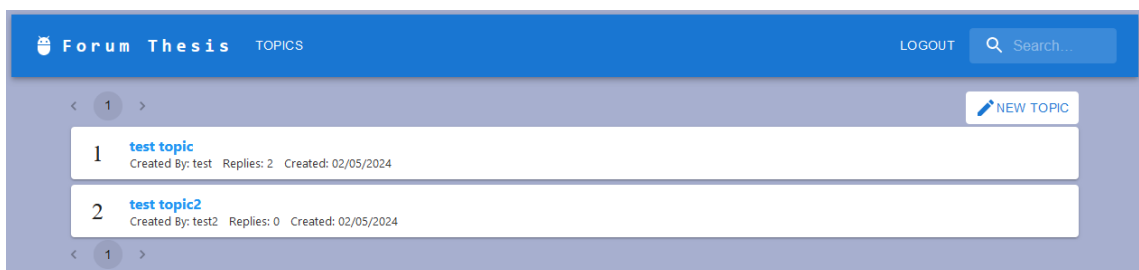 Forum Thesis TOPICS LOGOUT Search...
< 1 > NEW TOPIC
1 test topic
Created By: test Replies: 2 Created: 02/05/2024
2 test topic2
Created By: test2 Replies: 0 Created: 02/05/2024
< 1 >